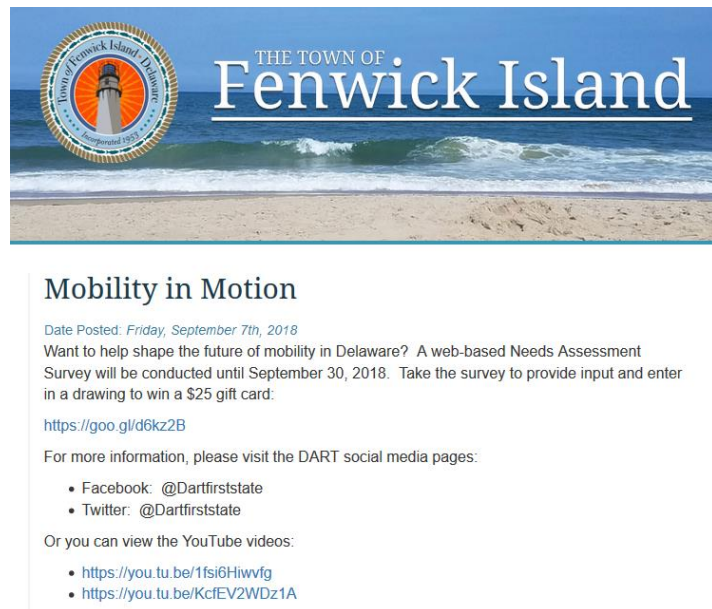 Town of Fenwick Island - Delaware
Incorporated 1953
THE TOWN OF
Fenwick Island
Mobility in Motion
Date Posted: Friday, September 7th, 2018
Want to help shape the future of mobility in Delaware?  A web-based Needs Assessment
Survey will be conducted until September 30, 2018.  Take the survey to provide input and enter
in a drawing to win a $25 gift card:
https://goo.gl/d6kz2B
For more information, please visit the DART social media pages:
• Facebook:  @Dartfirststate
• Twitter:  @Dartfirststate
Or you can view the YouTube videos:
• https://you.tu.be/1fsi6Hiwvfg
• https://you.tu.be/KcfEV2WDz1A